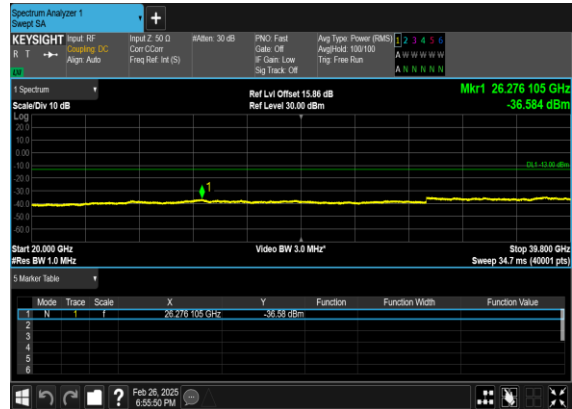 Spectrum Analyzer 1
Swept SA
+
KEYSIGHT Input: RF Input Z: 50 Ω #Atten: 30 dB PNO: Fast Avg Type: Power (RMS) 1 2 3 4 5 6
R T Coupling: DC Corr CCorr Gate: Off Avg|Hold: 100/100 A W W W W W
Align: Auto Freq Ref: Int (S) IF Gain: Low Trig: Free Run
Sig Track: Off A N N N N N
LW
1 Spectrum Ref Lvl Offset 15.86 dB Mkr1 26.276 105 GHz
Scale/Div 10 dB Ref Level 30.00 dBm -36.584 dBm
Log
20.0
10.0
0.00
-10.0 DL1 -13.00 dBm
-20.0
-30.0 1
-40.0
-50.0
-60.0
Start 20.000 GHz Video BW 3.0 MHz* Stop 39.800 GHz
#Res BW 1.0 MHz Sweep 34.7 ms (40001 pts)
5 Marker Table
Mode Trace Scale X Y Function Function Width Function Value
1 N 1 f 26.276 105 GHz -36.58 dBm
2
3
4
5
6
? Feb 26, 2025
6:55:50 PM